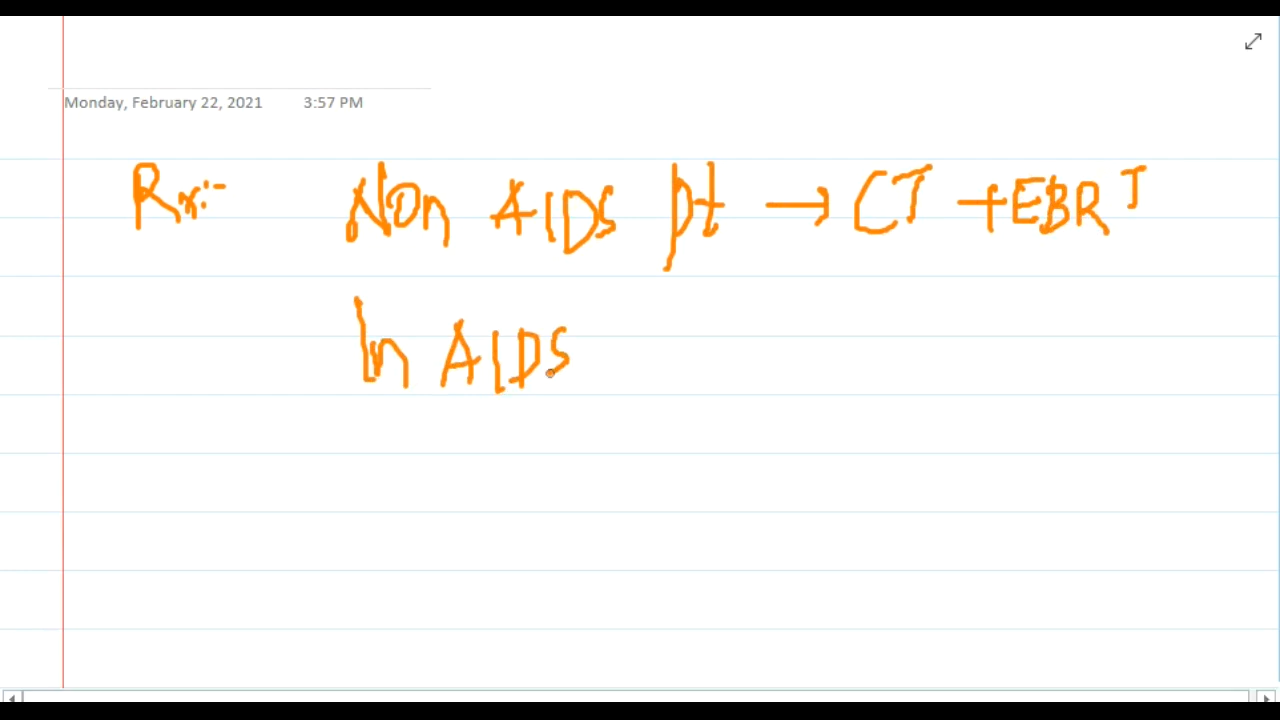 Monday, February 22, 2021 3:57 PM
Rx:- Non AIDS pt → CT + EBRT
In AIDS